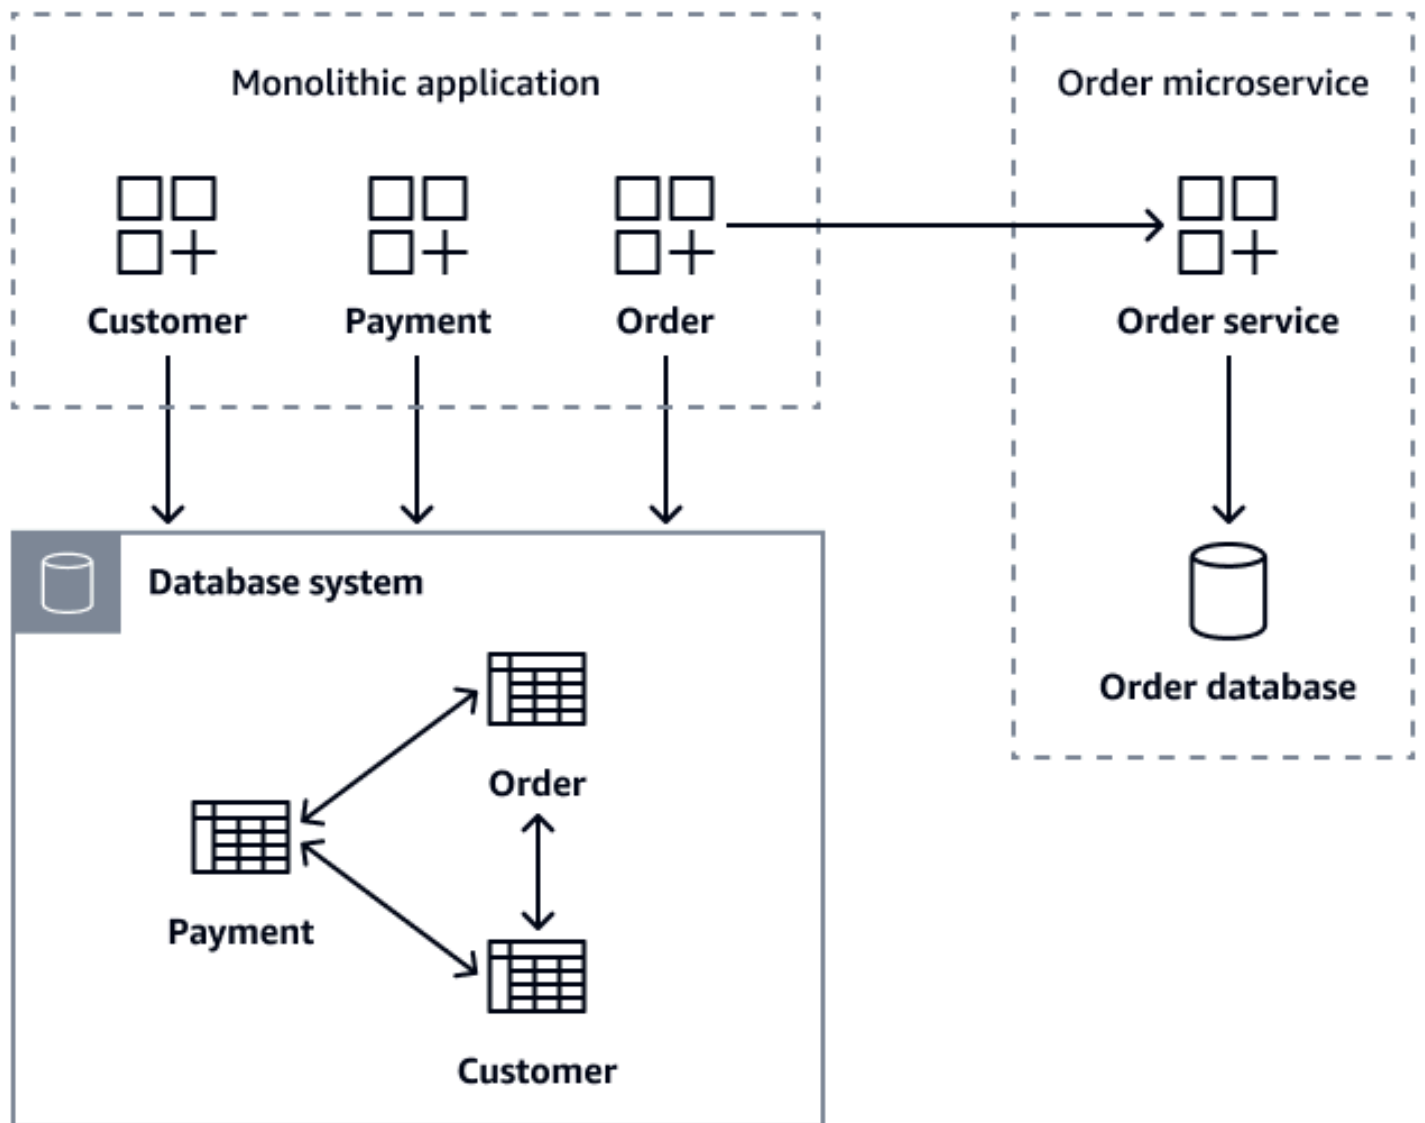 Monolithic application
Order microservice
Customer
Payment
Order
Order service
Database system
Order database
Order
Payment
Customer